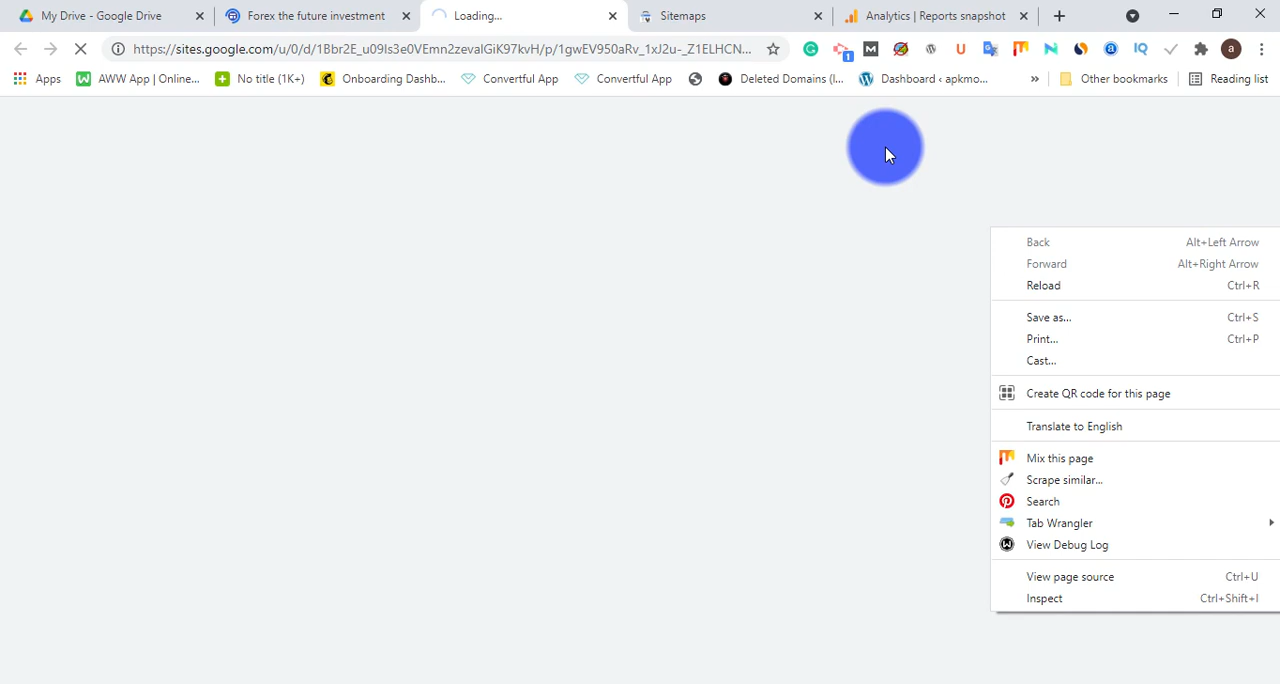 My Drive - Google Drive
Forex the future investment
Loading...
Sitemaps
Analytics | Reports snapshot
a
https://sites.google.com/u/0/d/1Bbr2E_u09Is3e0VEmn2zevalGiK97kvH/p/1gwEV950aRv_1xJ2u-_Z1ELHCN...
1
M
W
U
IQ
a
Apps
AWW App | Online...
No title (1K+)
Onboarding Dashb...
Convertful App
Convertful App
Deleted Domains (I...
Dashboard ‹ apkmo...
»
Other bookmarks
Reading list
Back Alt+Left Arrow
Forward Alt+Right Arrow
Reload Ctrl+R
Save as... Ctrl+S
Print... Ctrl+P
Cast...
Create QR code for this page
Translate to English
Mix this page
Scrape similar...
Search
Tab Wrangler
View Debug Log
View page source Ctrl+U
Inspect Ctrl+Shift+I